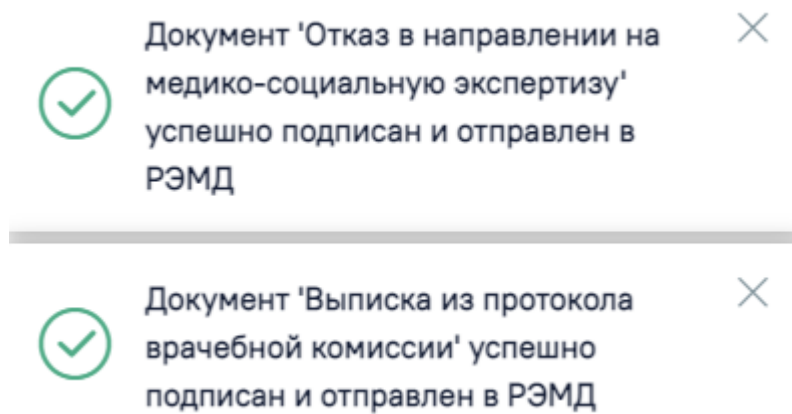 Документ 'Отказ в направлении на
медико-социальную экспертизу'
успешно подписан и отправлен в
РЭМД
Документ 'Выписка из протокола
врачебной комиссии' успешно
подписан и отправлен в РЭМД